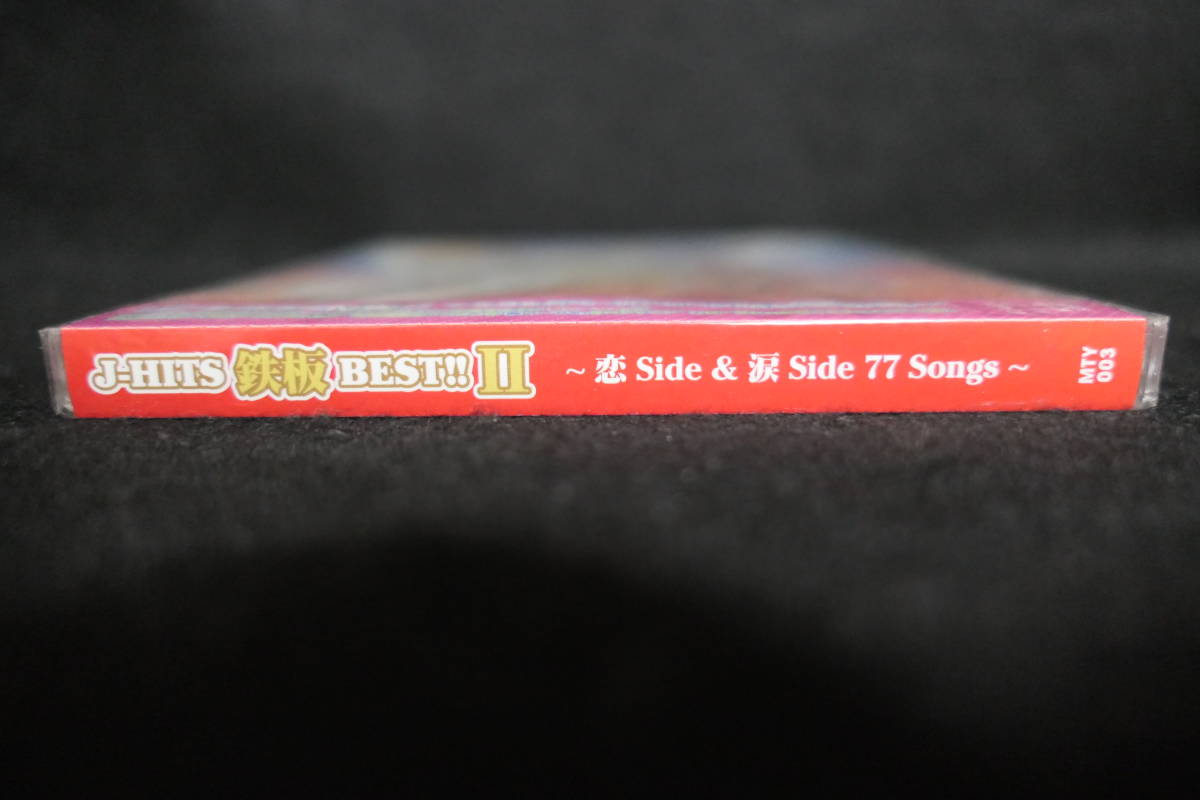 J-HITS 鉄板 BEST!! II ~ 恋 Side & 涙 Side 77 Songs ~
MTY
003